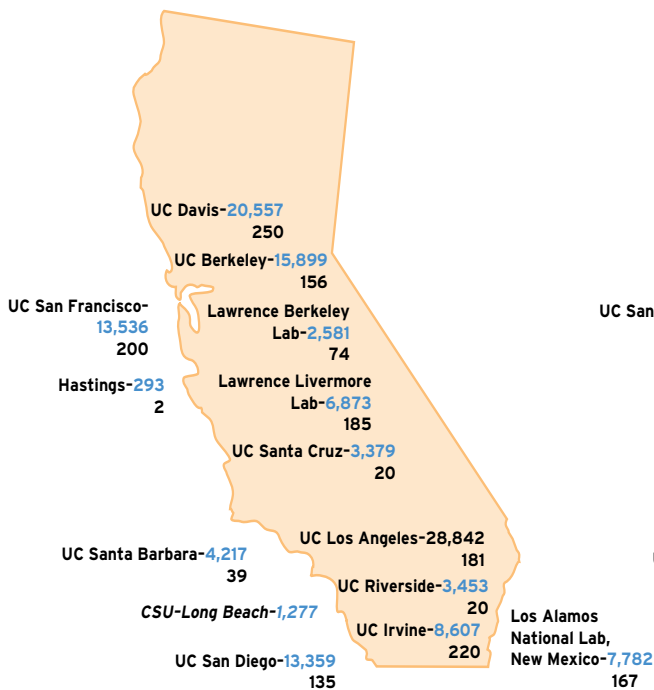 UC Davis-20,557
250
UC Berkeley-15,899
156
UC San Francisco-
13,536
200
Lawrence Berkeley
Lab-2,581
74
UC San
Hastings-293
2
Lawrence Livermore
Lab-6,873
185
UC Santa Cruz-3,379
20
UC Los Angeles-28,842
181
UC Santa Barbara-4,217
39
UC Riverside-3,453
20
CSU-Long Beach-1,277
UC Irvine-8,607
220
Los Alamos
National Lab,
New Mexico-7,782
167
UC San Diego-13,359
135